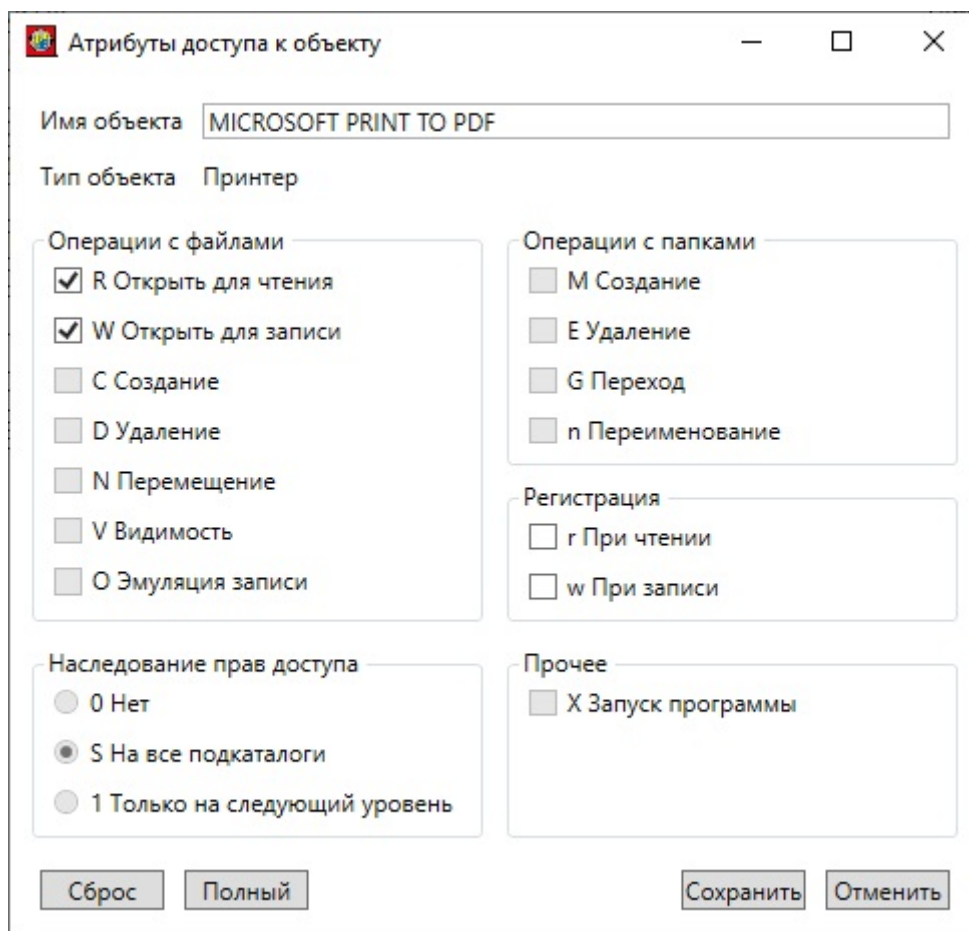 Атрибуты доступа к объекту
Имя объекта MICROSOFT PRINT TO PDF
Тип объекта Принтер
Операции с файлами
R Открыть для чтения
W Открыть для записи
C Создание
D Удаление
N Перемещение
V Видимость
O Эмуляция записи
Операции с папками
M Создание
E Удаление
G Переход
n Переименование
Регистрация
r При чтении
w При записи
Наследование прав доступа
0 Нет
S На все подкаталоги
1 Только на следующий уровень
Прочее
X Запуск программы
Сброс Полный Сохранить Отменить